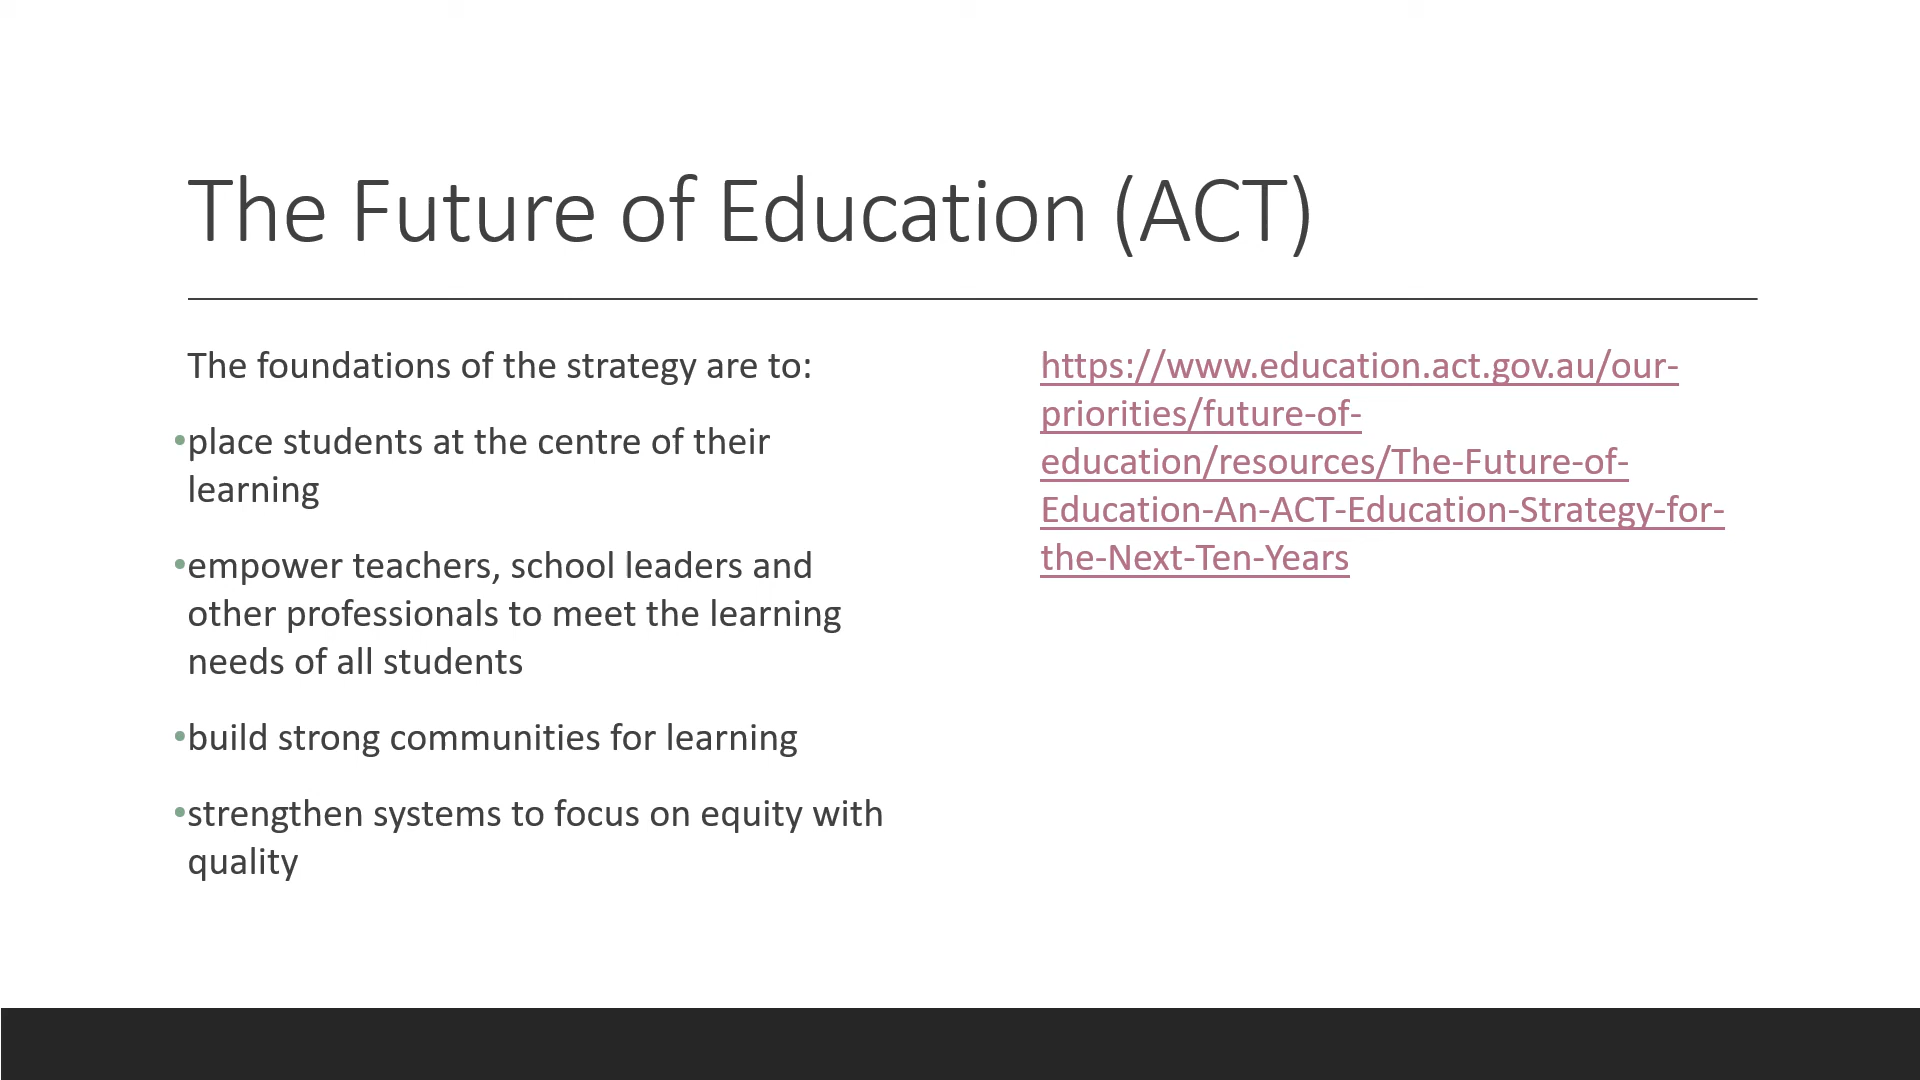 The Future of Education (ACT)
The foundations of the strategy are to:
•place students at the centre of their
learning
•empower teachers, school leaders and
other professionals to meet the learning
needs of all students
•build strong communities for learning
•strengthen systems to focus on equity with
quality
https://www.education.act.gov.au/our-
priorities/future-of-
education/resources/The-Future-of-
Education-An-ACT-Education-Strategy-for-
the-Next-Ten-Years